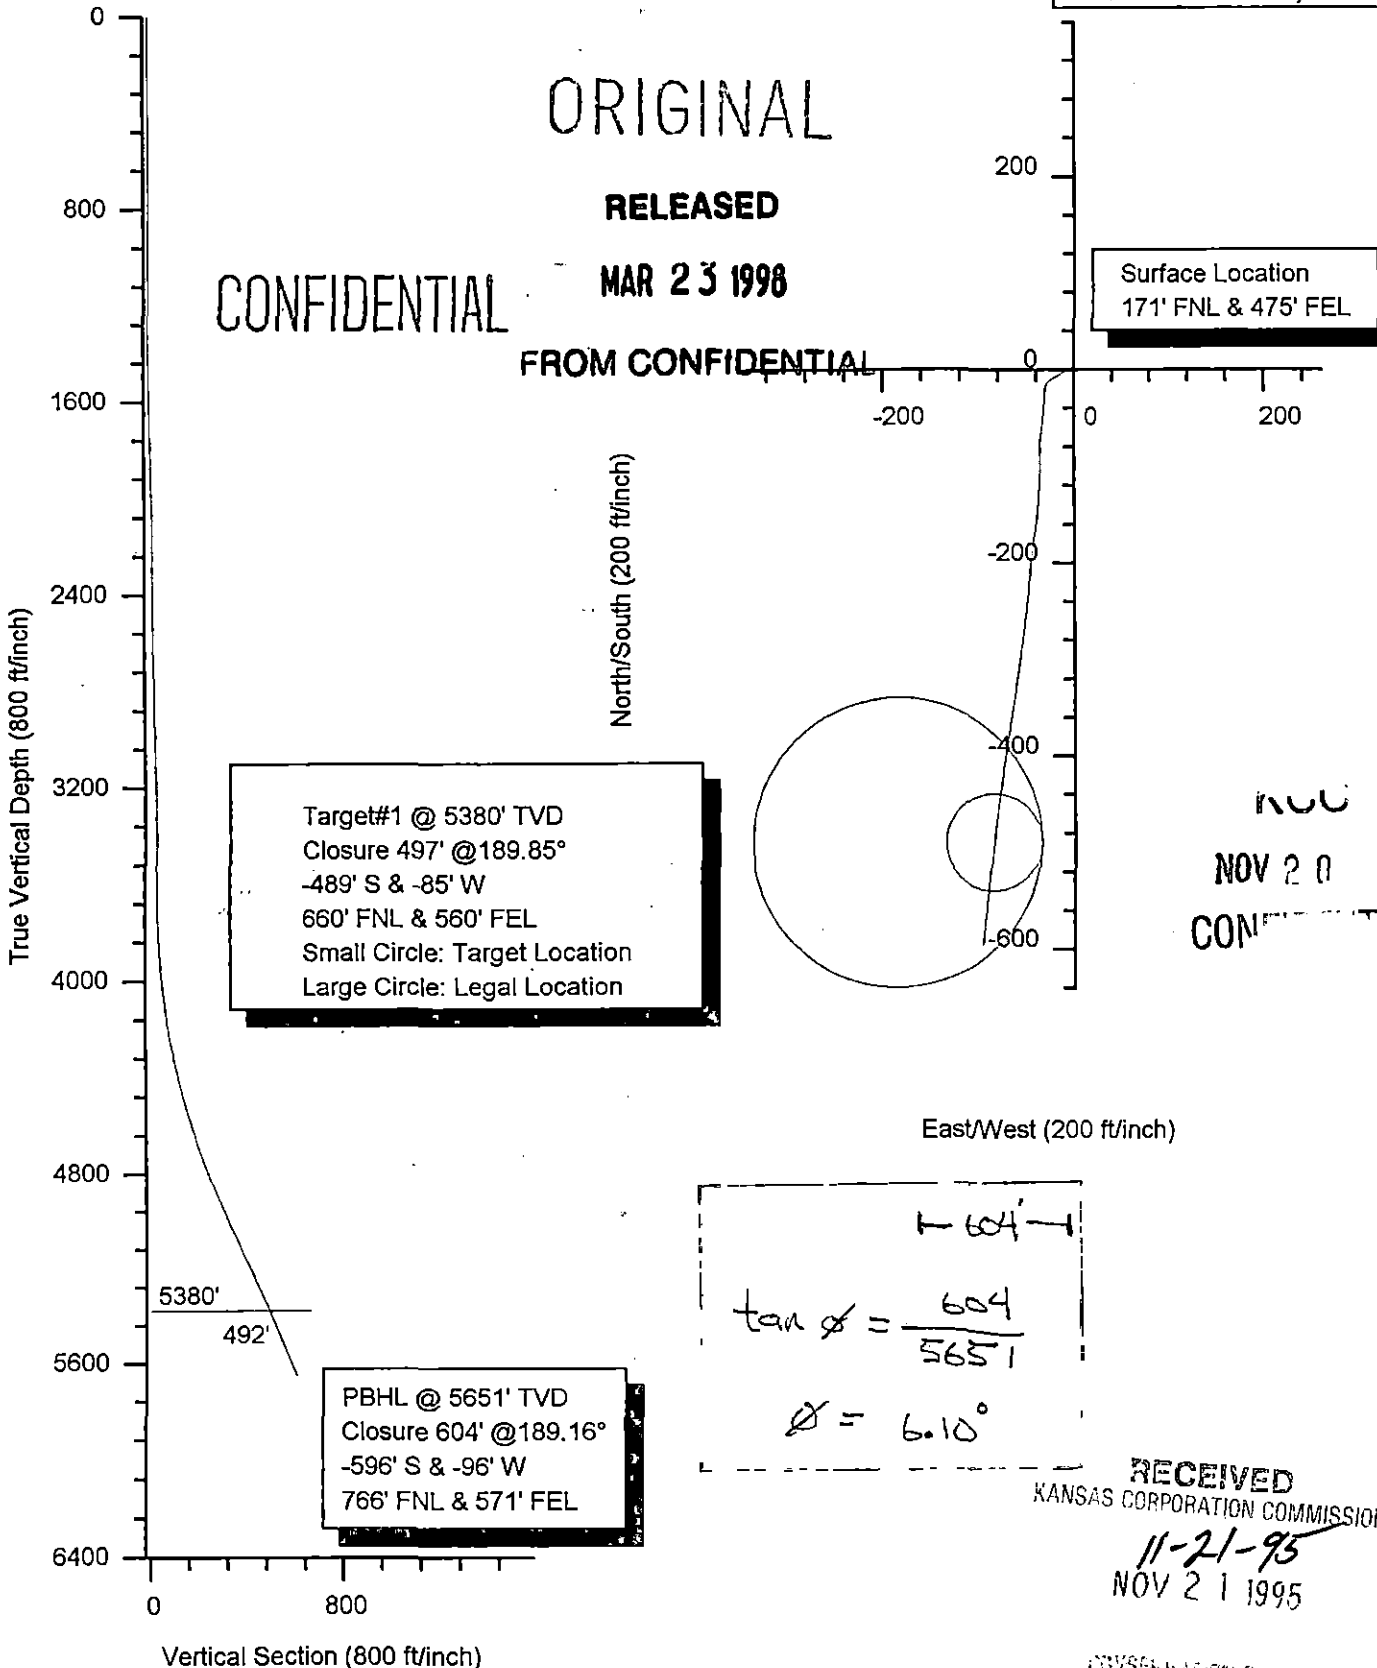 ORIGINAL
RELEASED
MAR 23 1998
FROM CONFIDENTIAL
CONFIDENTIAL
Surface Location
171' FNL & 475' FEL
0
800
1600
2400
3200
4000
4800
5600
6400
True Vertical Depth (800 ft/inch)
0
800
Vertical Section (800 ft/inch)
5380'
492'
200
0
-200
-400
-600
North/South (200 ft/inch)
-200
0
200
East/West (200 ft/inch)
Target#1 @ 5380' TVD
Closure 497' @189.85°
-489' S & -85' W
660' FNL & 560' FEL
Small Circle: Target Location
Large Circle: Legal Location
NOV 20
PBHL @ 5651' TVD
Closure 604' @189.16°
-596' S & -96' W
766' FNL & 571' FEL
604'
tan ø = 604
5651
ø = 6.10°
RECEIVED
KANSAS CORPORATION COMMISSION
11-21-95
NOV 21 1995